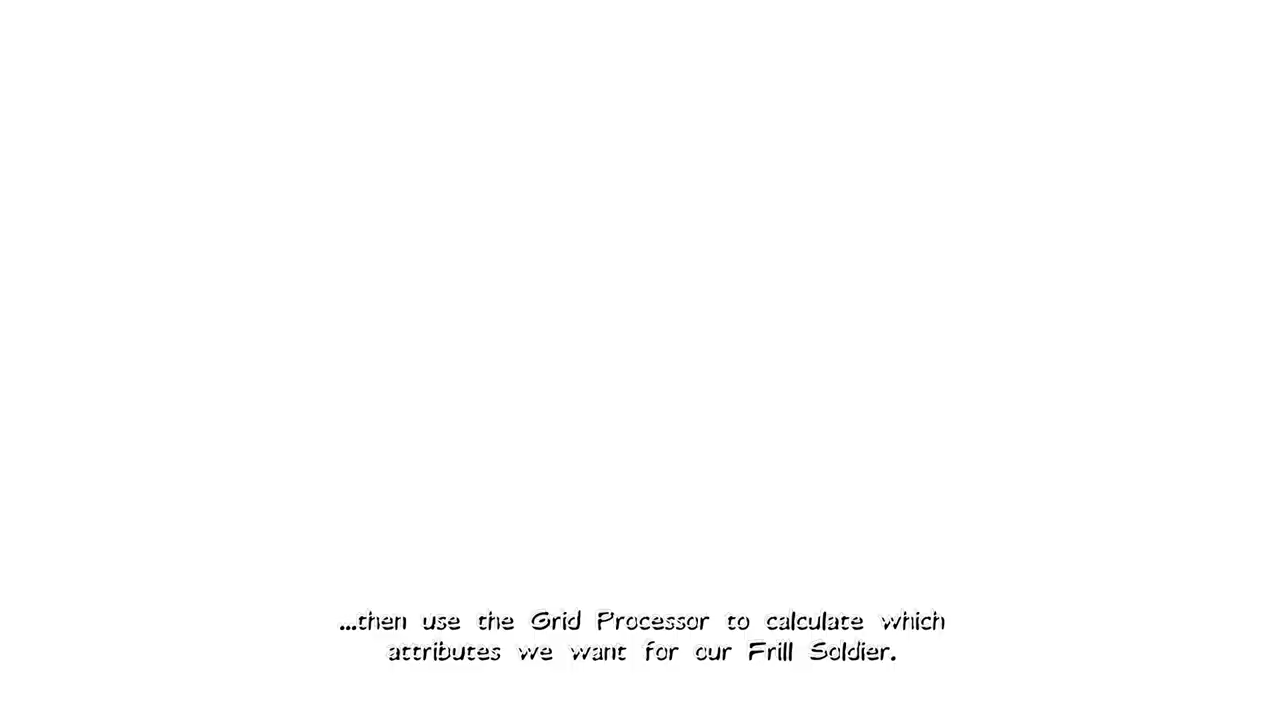 ...then use the Grid Processor to calculate which
attributes we want for our Frill Soldier.